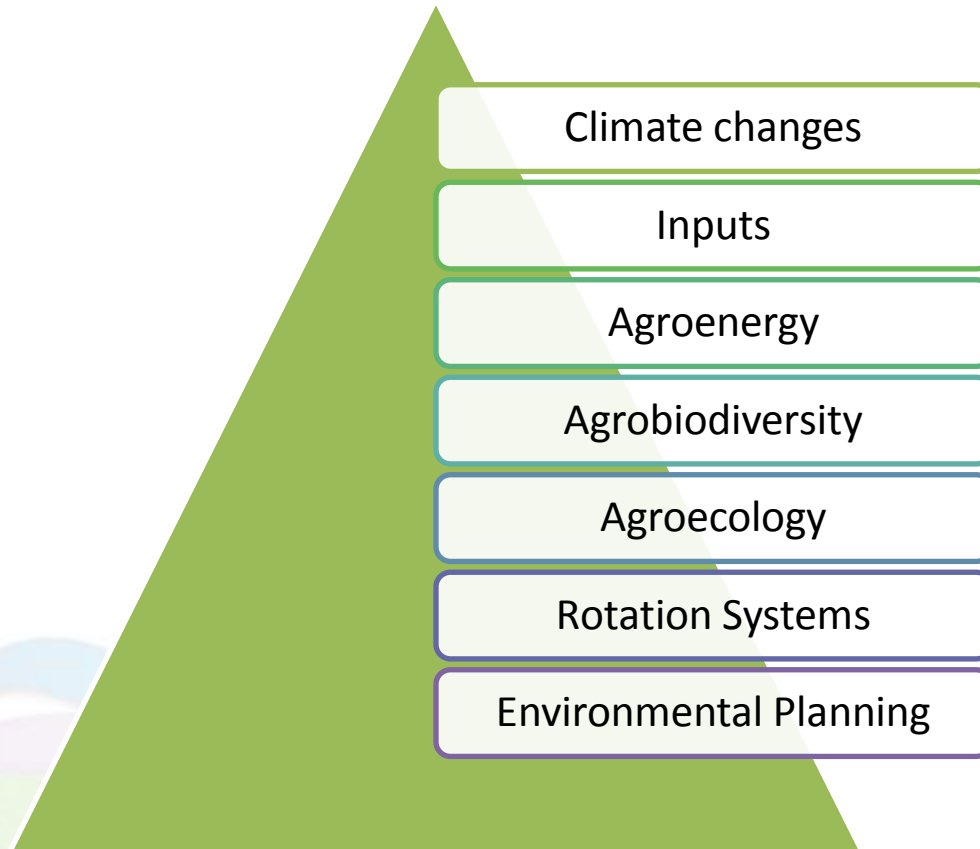 Climate changes
Inputs
Agroenergy
Agrobiodiversity
Agroecology
Rotation Systems
Environmental Planning